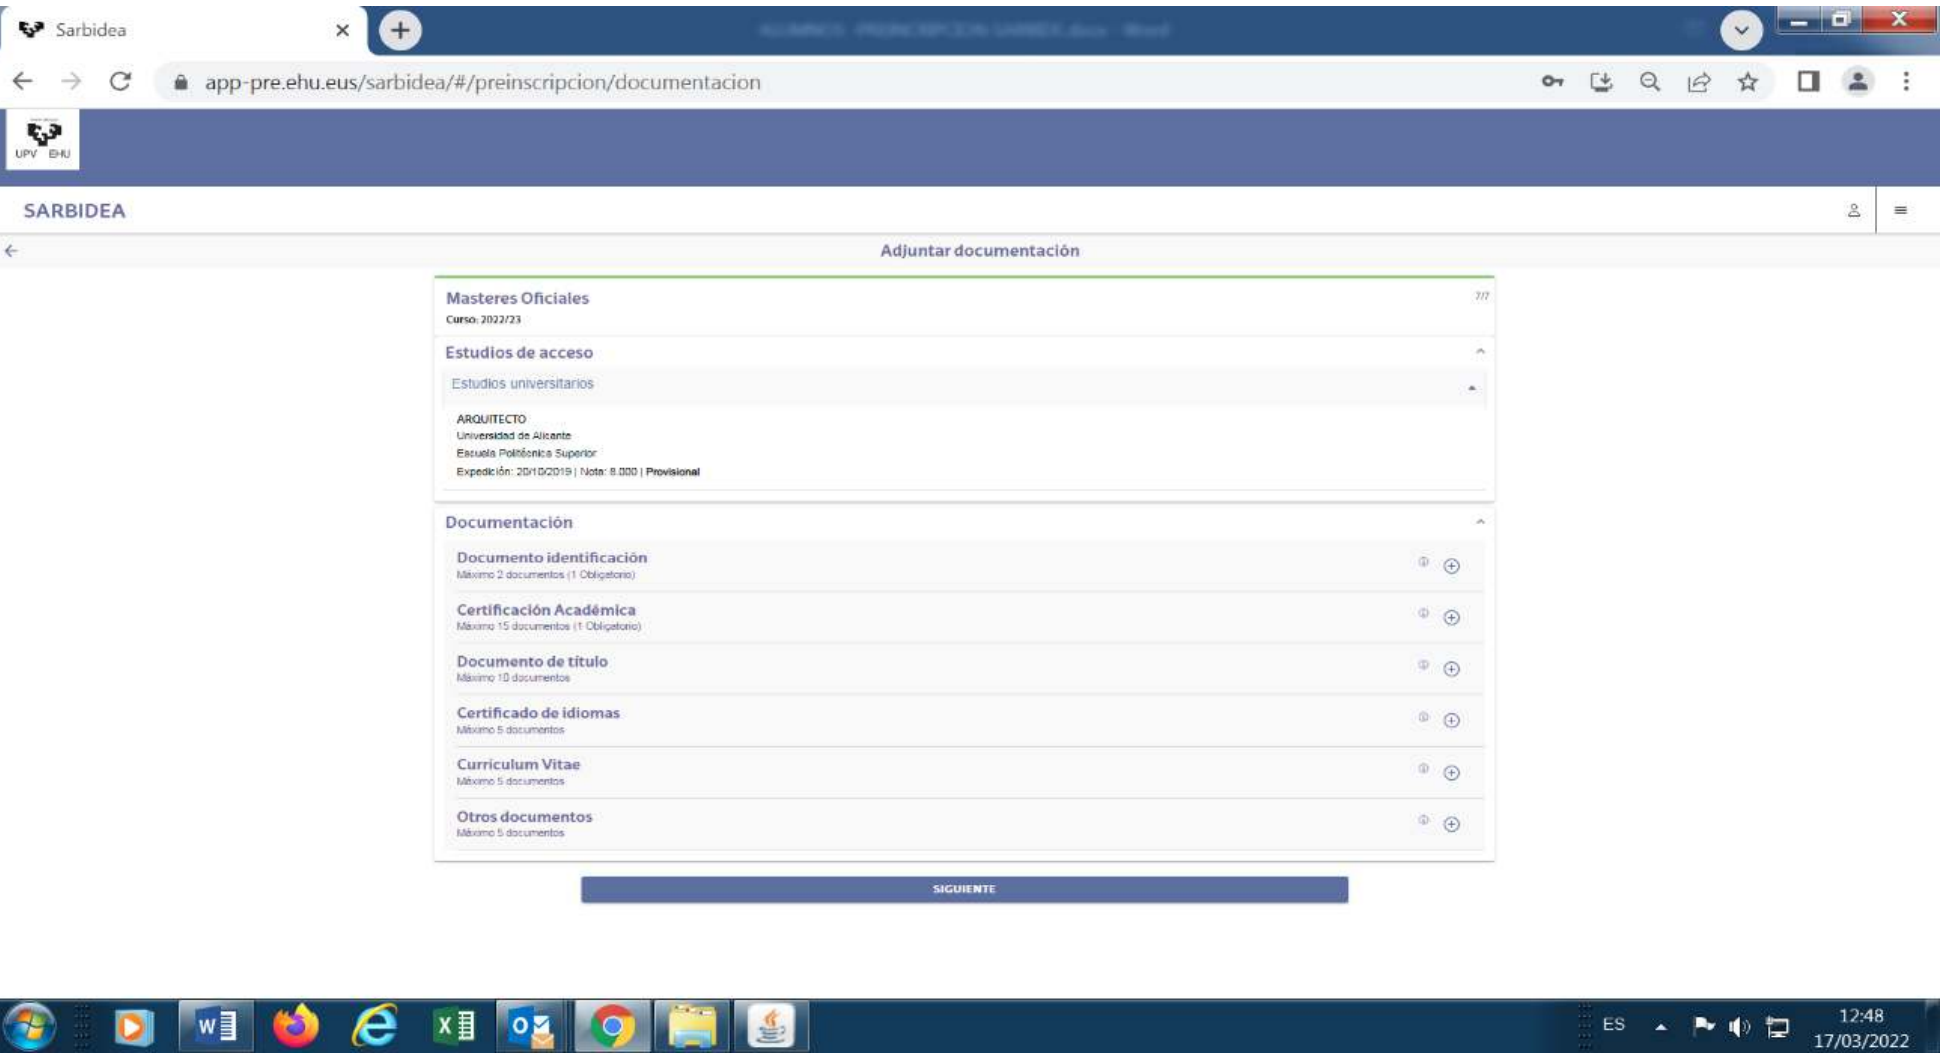 Sarbidea
app-pre.ehu.eus/sarbidea/#/preinscripcion/documentacion
UPV EHU
SARBIDEA
Adjuntar documentación
Masteres Oficiales
7/7
Curso: 2022/23
Estudios de acceso
Estudios universitarios
ARQUITECTO
Universidad de Alicante
Escuela Politécnica Superior
Expedición: 20/10/2019 | Nota: 8.000 | Provisional
Documentación
Documento identificación
Máximo 2 documentos (1 Obligatorio)
Certificación Académica
Máximo 15 documentos (1 Obligatorio)
Documento de título
Máximo 10 documentos
Certificado de idiomas
Máximo 5 documentos
Curriculum Vitae
Máximo 5 documentos
Otros documentos
Máximo 5 documentos
SIGUIENTE
ES
12:48
17/03/2022